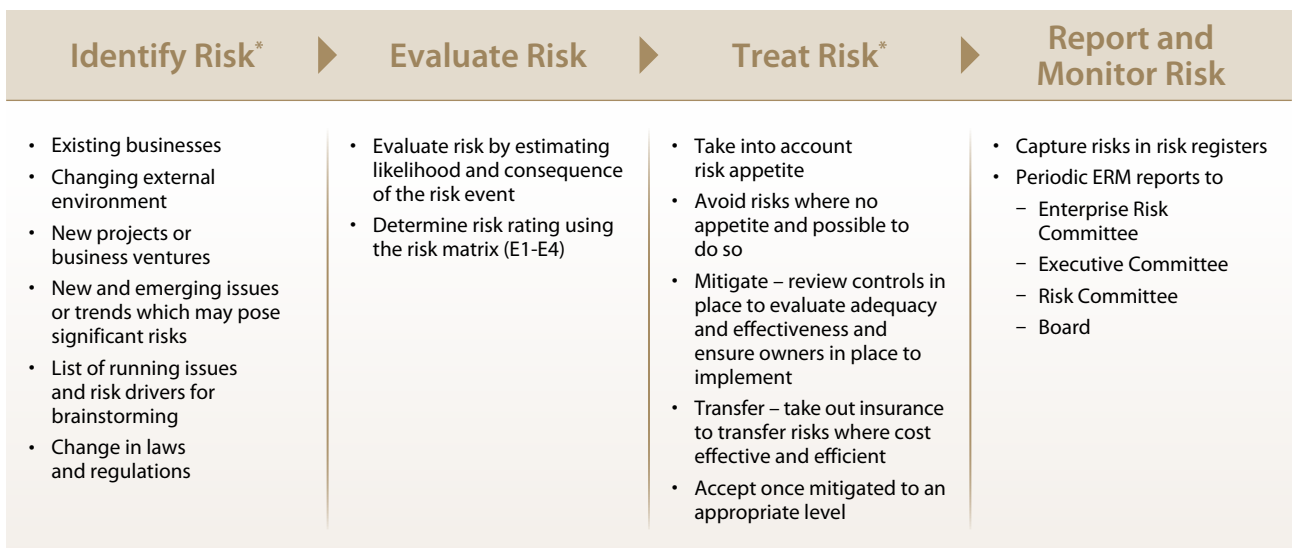 Identify Risk*
Evaluate Risk
Treat Risk*
Report and
Monitor Risk
• Existing businesses
• Changing external
environment
• New projects or
business ventures
• New and emerging issues
or trends which may pose
significant risks
• List of running issues
and risk drivers for
brainstorming
• Change in laws
and regulations
• Evaluate risk by estimating
likelihood and consequence
of the risk event
• Determine risk rating using
the risk matrix (E1-E4)
• Take into account
risk appetite
• Avoid risks where no
appetite and possible to
do so
• Mitigate – review controls in
place to evaluate adequacy
and effectiveness and
ensure owners in place to
implement
• Transfer – take out insurance
to transfer risks where cost
effective and efficient
• Accept once mitigated to an
appropriate level
• Capture risks in risk registers
• Periodic ERM reports to
– Enterprise Risk
Committee
– Executive Committee
– Risk Committee
– Board